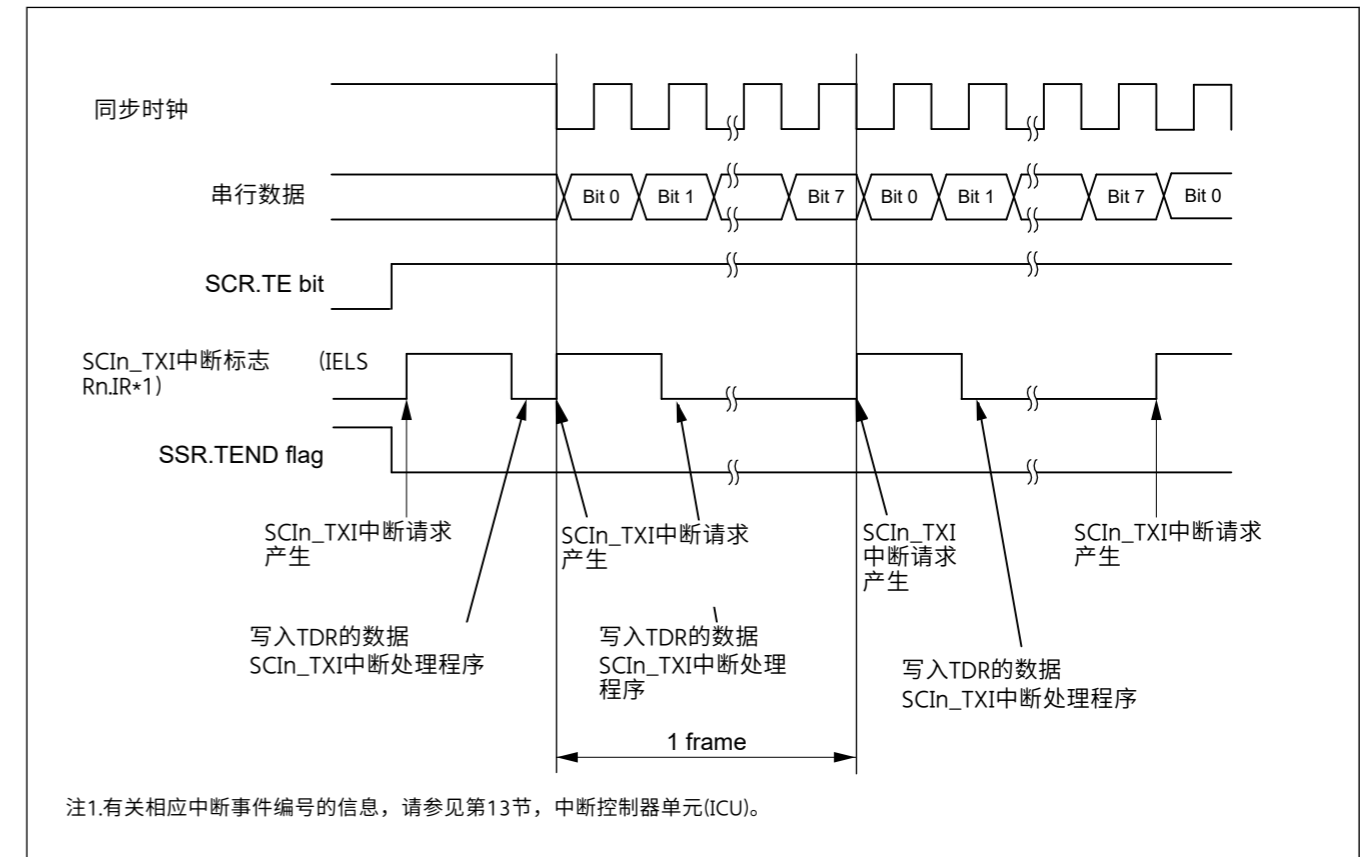 同步时钟
串行数据
Bit 0 Bit 1 Bit 7 Bit 0 Bit 1 Bit 7 Bit 0
SCR.TE bit
SCIn_TXI中断标志 (IELS
Rn.IR*1)
SSR.TEND flag
SCIn_TXI中断请求
产生
SCIn_TXI中断请求
产生
SCIn_TXI
中断请求
产生
SCIn_TXI中断请求
产生
写入TDR的数据
SCIn_TXI中断处理程序
写入TDR的数据
SCIn_TXI中断处理
程序
写入TDR的数据
SCIn_TXI中断处理程序
1 frame
注1.有关相应中断事件编号的信息，请参见第13节，中断控制器单元(ICU)。